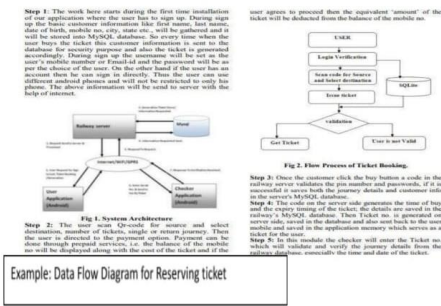 Step 1: The work here starts during the first time installation
of our application where the user has to sign up. During sign
up the basic customer information like first name, last name,
date of birth, mobile no, city, state etc., will be gathered and it
will be stored into MySQL database. So every time when the
user buys the ticket this customer information is sent to the
database for security purpose and also the ticket is generated
accordingly. During signup the username will be set as the
user's mobile number or Email-id and the password will be as
per the choice of the user. On the other hand if the user has an
account then he can sign in directly. Thus the user can use
different android phones and will not be restricted to only his
phone. The above information will be send to server with the
help of internet.
Railway server
Internet/WiFi/GPRS
User
Application
(Android)
Checker
Application
(Android)
Fig 1. System Architecture
Step 2: The user scan Qr-code for source and select
destination, number of tickets, single or return journey. Then
the user is directed to the payment option. Payment can be
done through prepaid services, i.e. the balance of the mobile
no will be displayed along with the cost of the ticket and if the
Example: Data Flow Diagram for Reserving ticket
user agrees to proceed then the equivalent 'amount' of the
ticket will be deducted from the balance of the mobile no.
USER
Login Verification
Scan code for Source
and Select destination
SQLite
Issue ticket
validation
Get Ticket
User is not Valid
Fig 2. Flow Process of Ticket Booking.
Step 3: Once the customer click the buy button a code in the
railway server validates the pin number and passwords, if it is
successful it saves both the journey details and customer info
in the server's MySQL database.
Step 4: The code on the server side generates the time of buy
and the expiry timing of the ticket; the details are saved in the
railway's MySQL database. Then Ticket no. is generated on
server side, saved in the database and also sent back to the user
mobile and saved in the application memory which serves as a
ticket for the user.
Step 5: In this module the checker will enter the Ticket no.
which will validate and verify the journey details from the
railway database, especially the time and date of the ticket.